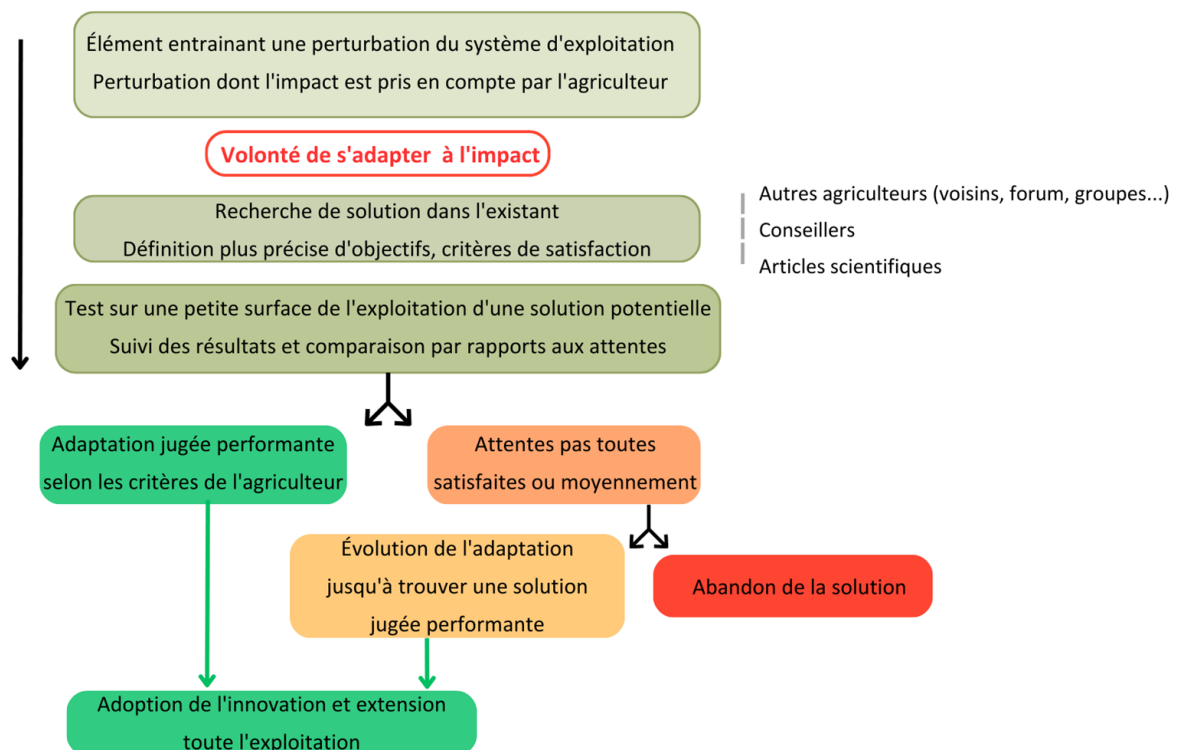 Élément entrainant une perturbation du système d'exploitation
Perturbation dont l'impact est pris en compte par l'agriculteur
Volonté de s'adapter à l'impact
Recherche de solution dans l'existant
Définition plus précise d'objectifs, critères de satisfaction
Autres agriculteurs (voisins, forum, groupes...)
Conseillers
Articles scientifiques
Test sur une petite surface de l'exploitation d'une solution potentielle
Suivi des résultats et comparaison par rapports aux attentes
Adaptation jugée performante
selon les critères de l'agriculteur
Attentes pas toutes
satisfaites ou moyennement
Évolution de l'adaptation
jusqu'à trouver une solution
jugée performante
Abandon de la solution
Adoption de l'innovation et extension
toute l'exploitation